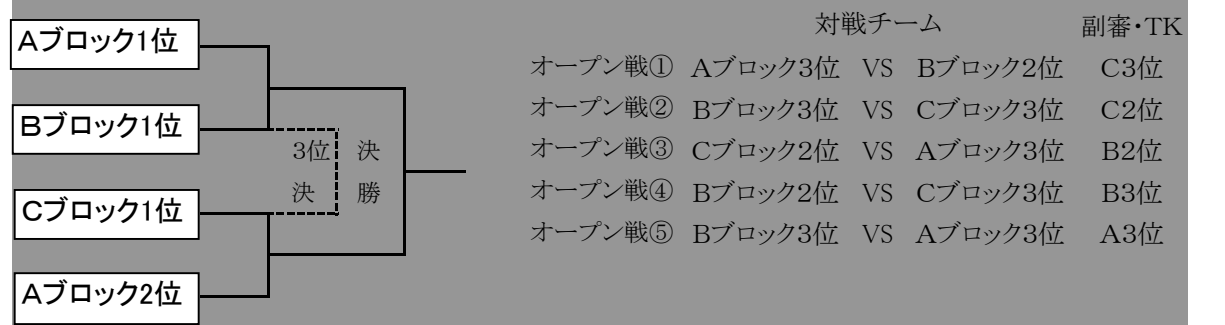 対戦チーム 副審・TK
Aブロック1位
オープン戦① Aブロック3位 VS Bブロック2位 C3位
オープン戦② Bブロック3位 VS Cブロック3位 C2位
Bブロック1位
3位 決
オープン戦③ Cブロック2位 VS Aブロック3位 B2位
決 勝
オープン戦④ Bブロック2位 VS Cブロック3位 B3位
Cブロック1位
オープン戦⑤ Bブロック3位 VS Aブロック3位 A3位
Aブロック2位